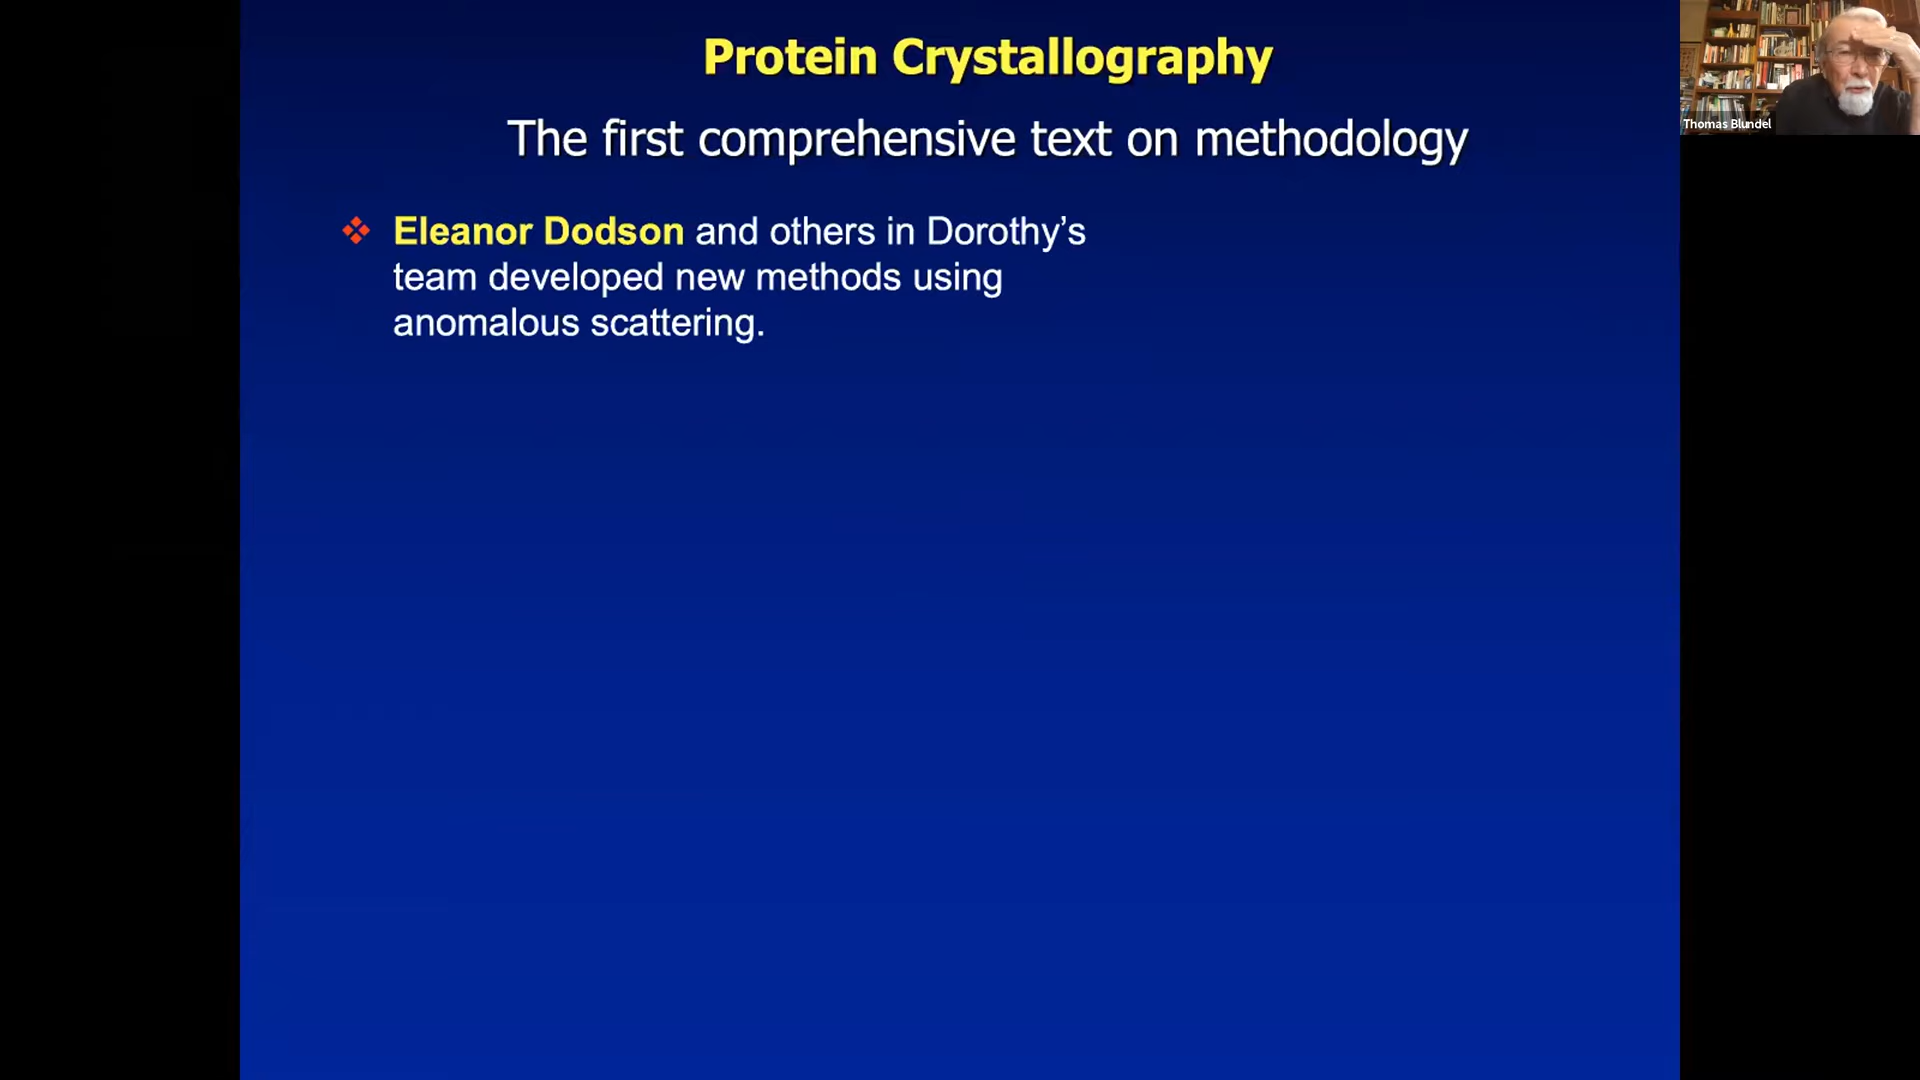 Protein Crystallography
The first comprehensive text on methodology
Eleanor Dodson and others in Dorothy’s
team developed new methods using
anomalous scattering.
Thomas Blundel